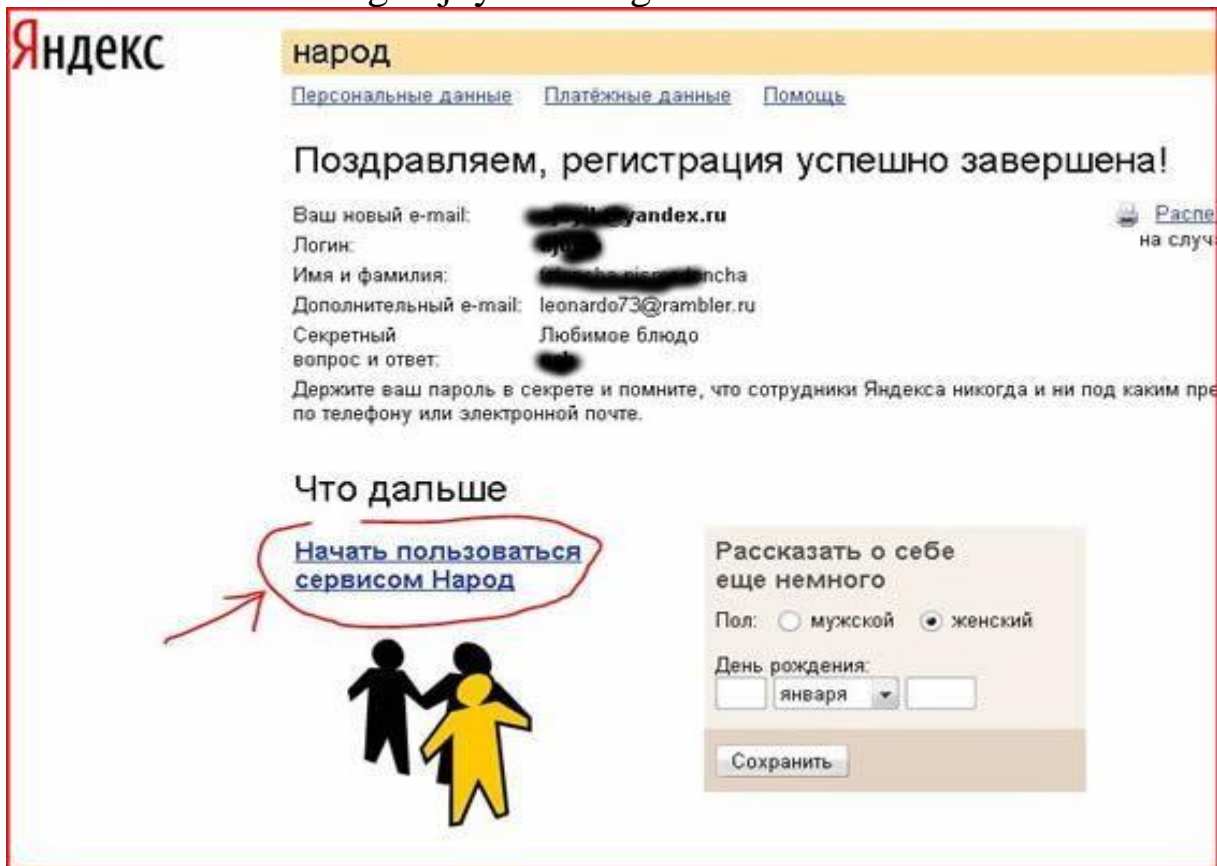 Яндекс
народ
Персональные данные Платёжные данные Помощь
Поздравляем, регистрация успешно завершена!
Ваш новый e-mail: yandex.ru
Логин:
Имя и фамилия: ncha
Дополнительный e-mail: leonardo73@rambler.ru
Секретный
вопрос и ответ:
Любимое блюдо
Распе
на случ
Держите ваш пароль в секрете и помните, что сотрудники Яндекса никогда и ни под каким пре
по телефону или электронной почте.
Что дальше
Начать пользоваться
сервисом Народ
Рассказать о себе
еще немного
Пол: мужской женский
День рождения:
января
Сохранить